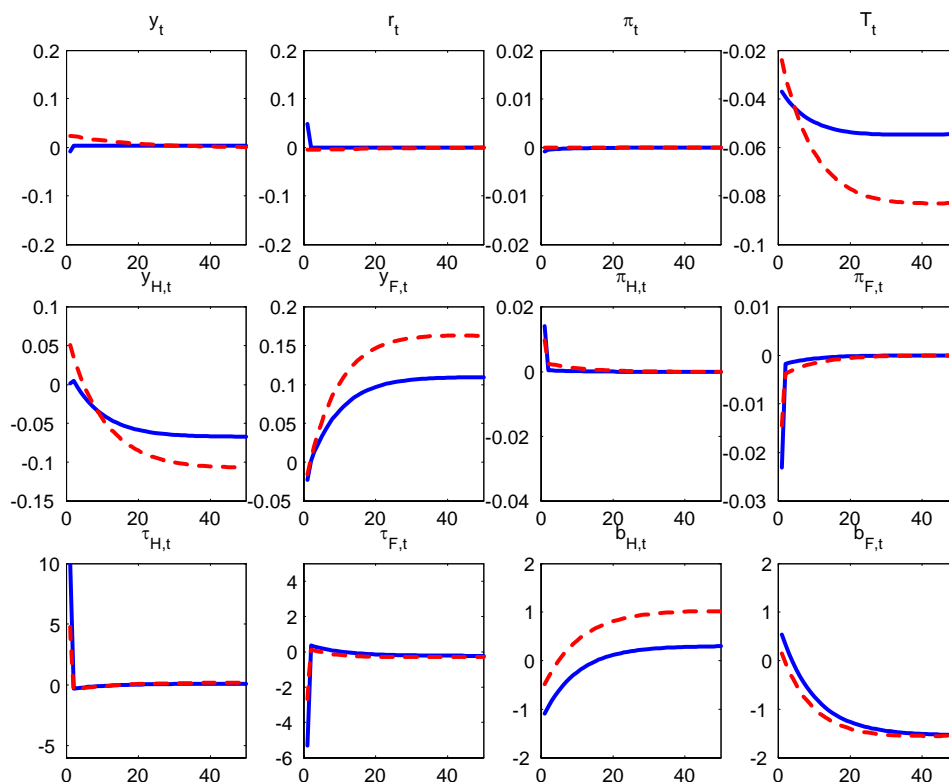 y_t r_t π_t T_t
0.2 0.2 0.02 -0.02
0.1 0.1 0.01 -0.04
0 0 0 -0.06
-0.1 -0.1 -0.01 -0.08
-0.2 -0.2 -0.02 -0.1
0 20 40 0 20 40 0 20 40 0 20 40
y_H,t y_F,t π_H,t π_F,t
0.1 0.2 0.02 0.01
0.05 0.15 0
0 0.1 0 -0.01
-0.05 0.05 -0.02 -0.02
-0.1 0
-0.15 -0.05 -0.04 -0.03
0 20 40 0 20 40 0 20 40 0 20 40
τ_H,t τ_F,t b_H,t b_F,t
10 4 2 2
5 2 1 1
0 0 0 0
-2
-5 -4 -1 -1
-6 -2 -2
0 20 40 0 20 40 0 20 40 0 20 40